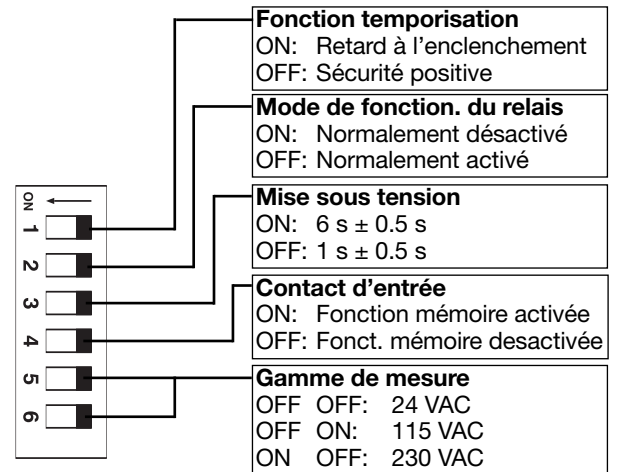 Fonction temporisation
ON: Retard à l'enclenchement
OFF: Sécurité positive
Mode de fonction. du relais
ON: Normalement désactivé
OFF: Normalement activé
Mise sous tension
ON: 6 s ± 0.5 s
OFF: 1 s ± 0.5 s
Contact d'entrée
ON: Fonction mémoire activée
OFF: Fonct. mémoire desactivée
Gamme de mesure
OFF OFF: 24 VAC
OFF ON: 115 VAC
ON OFF: 230 VAC
ON
1
2
3
4
5
6